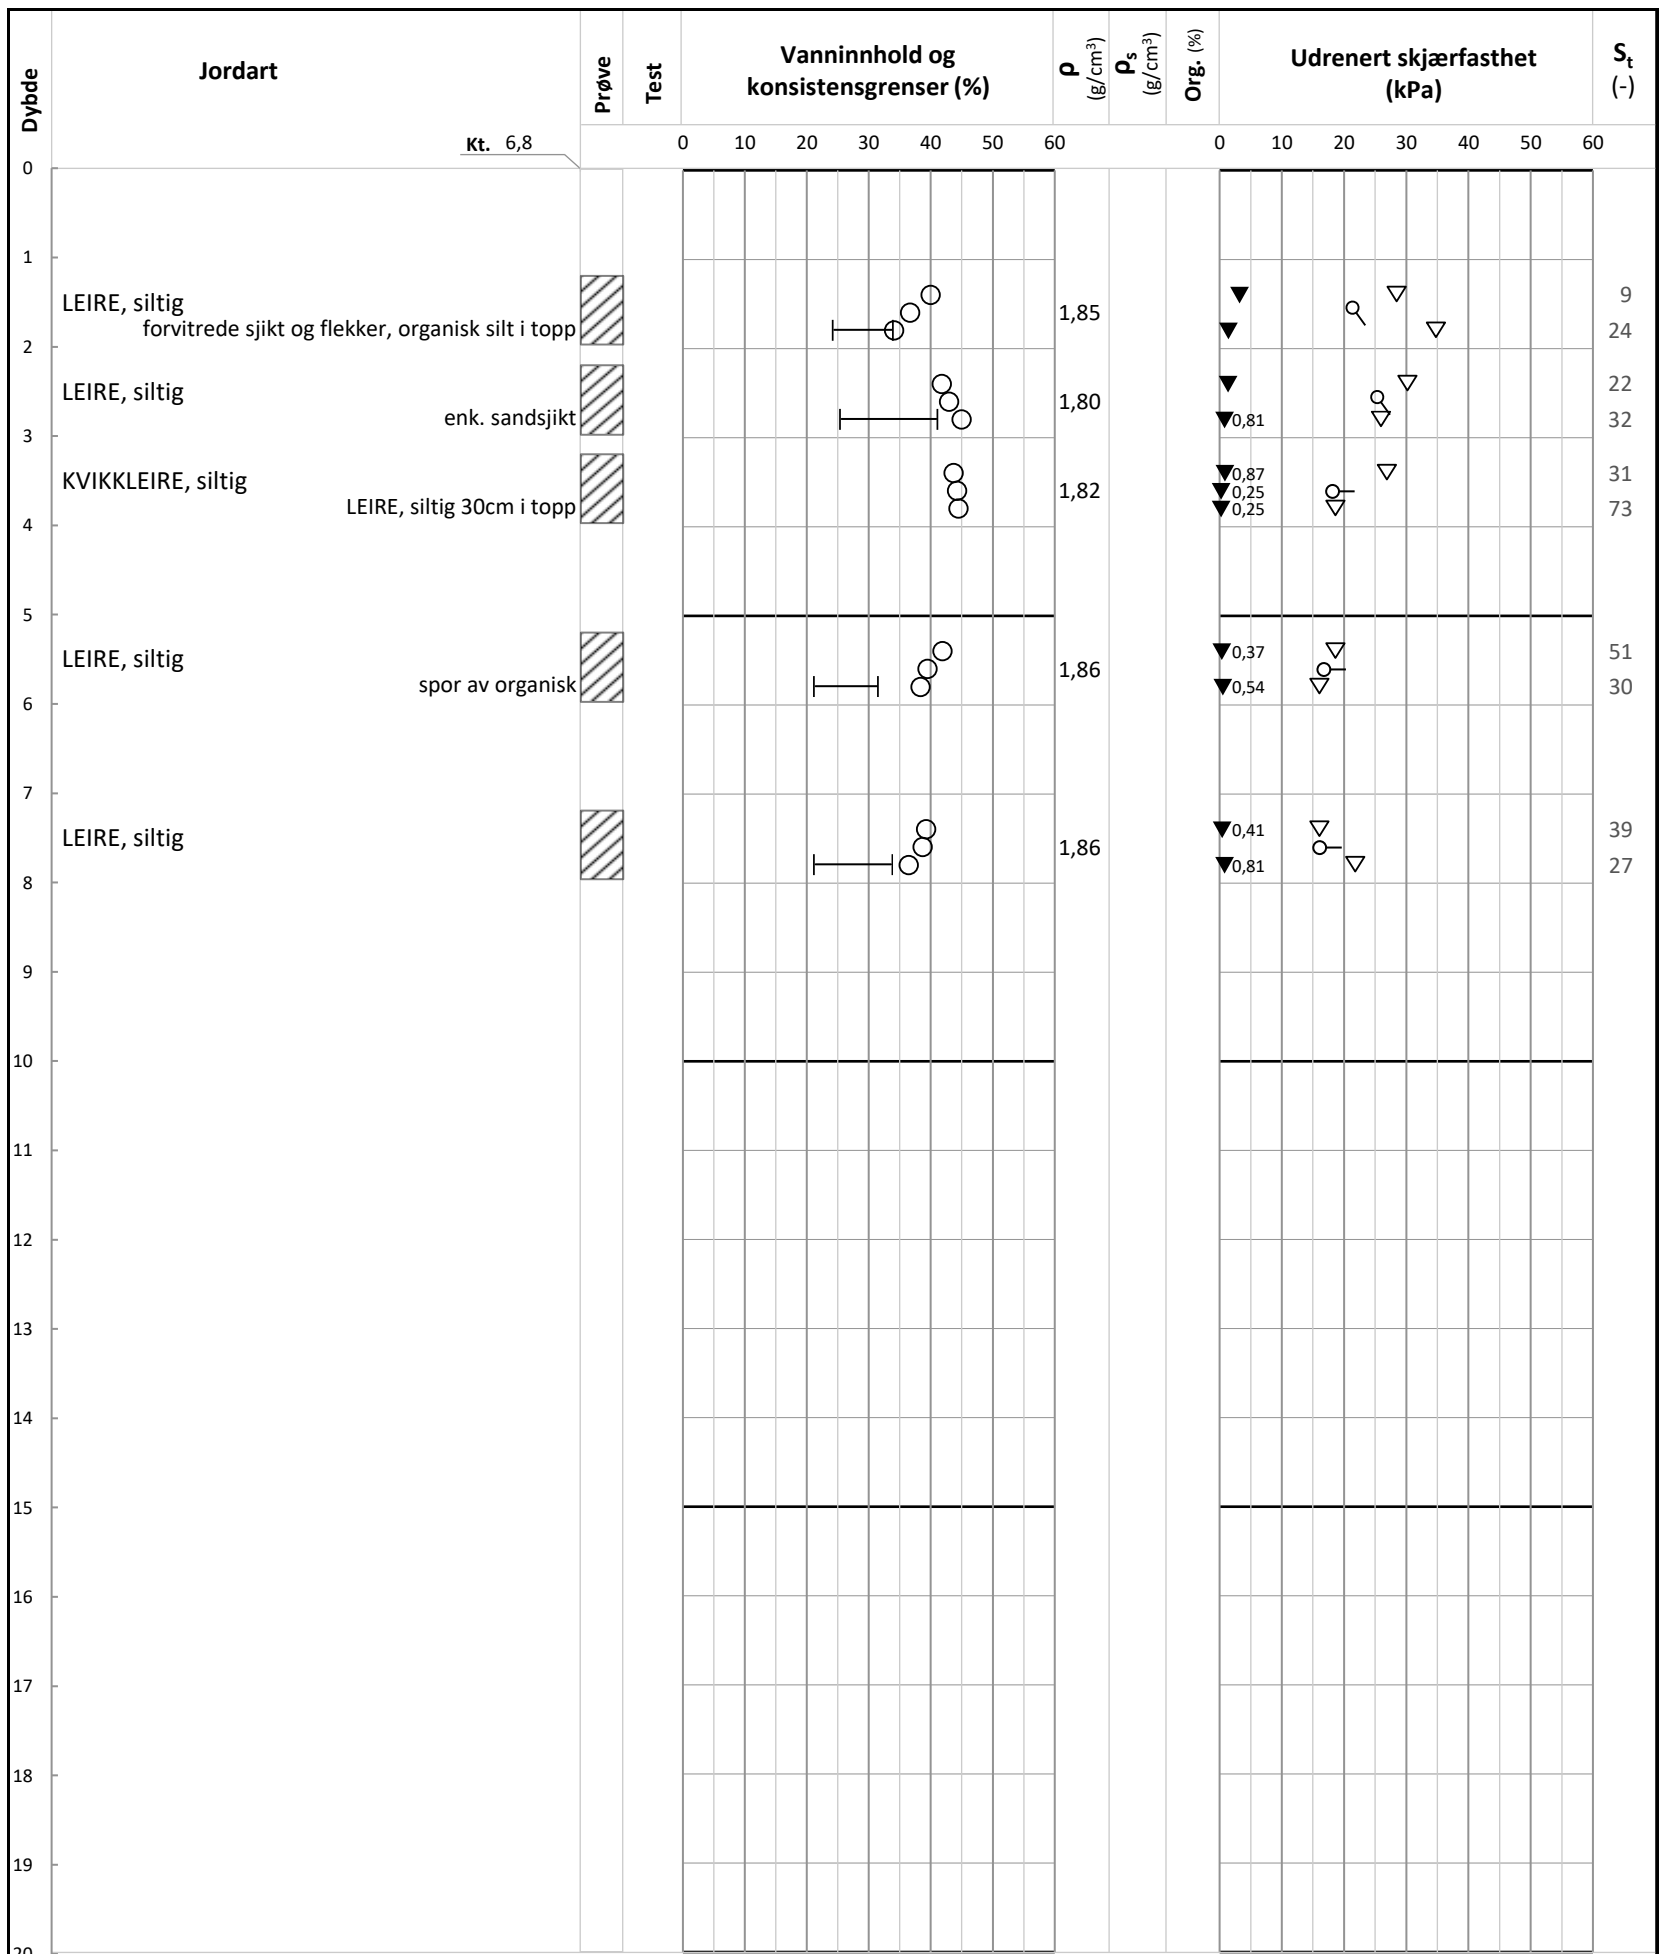 Dybde
Jordart
Prøve
Test
Vanninnhold og
konsistensgrenser (%)
ρ (g/cm³)
ρs (g/cm³)
Org. (%)
Udrenert skjærfasthet
(kPa)
St
(-)
Kt. 6,8
0 10 20 30 40 50 60
0 10 20 30 40 50 60
0
1
LEIRE, siltig
1,85
9
forvitrede sjikt og flekker, organisk silt i topp
24
2
22
LEIRE, siltig
1,80
enk. sandsjikt
0,81
32
3
0,87
31
KVIKKLEIRE, siltig
1,82
0,25
LEIRE, siltig 30cm i topp
0,25
73
4
5
0,37
51
LEIRE, siltig
1,86
spor av organisk
0,54
30
6
7
0,41
39
LEIRE, siltig
1,86
0,81
27
8
9
10
11
12
13
14
15
16
17
18
19
20